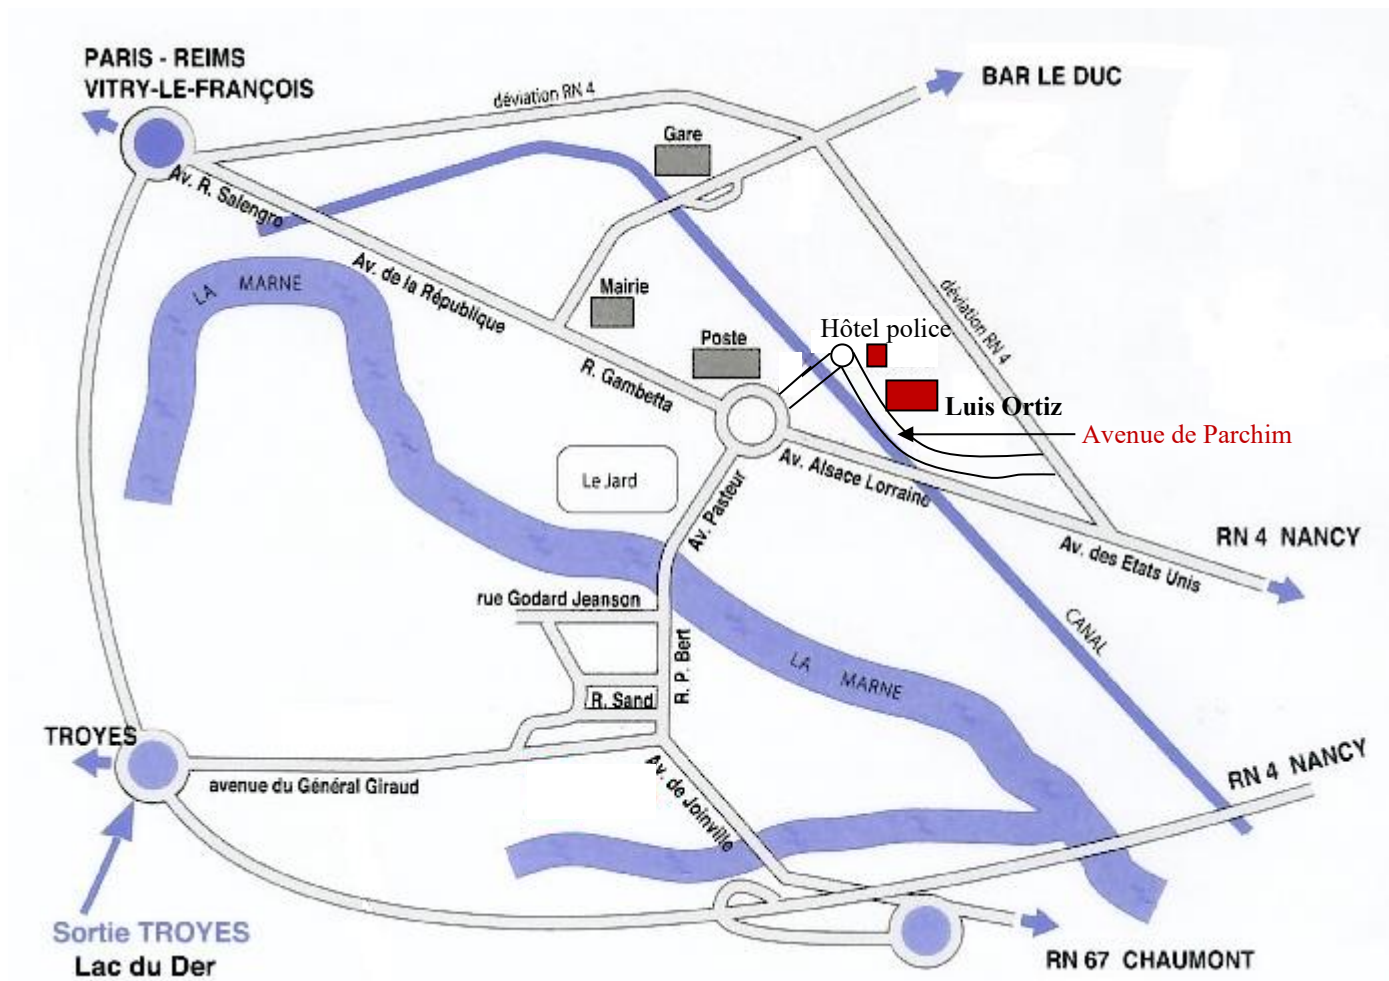 PARIS - REIMS
VITRY-LE-FRANÇOIS
déviation RN 4
BAR LE DUC
Gare
Av. R. Salengro
LA MARNE
Av. de la République
Mairie
Poste
R. Gambetta
Hôtel police
déviation RN 4
Luis Ortiz
Avenue de Parchim
Le Jard
Av. Pasteur
Av. Alsace Lorraine
Av. des Etats Unis
RN 4 NANCY
rue Godard Jeanson
R. P. Bert
LA MARNE
CANAL
R. Sand
TROYES
avenue du Général Giraud
Av. de Joinville
RN 4 NANCY
Sortie TROYES
Lac du Der
RN 67 CHAUMONT